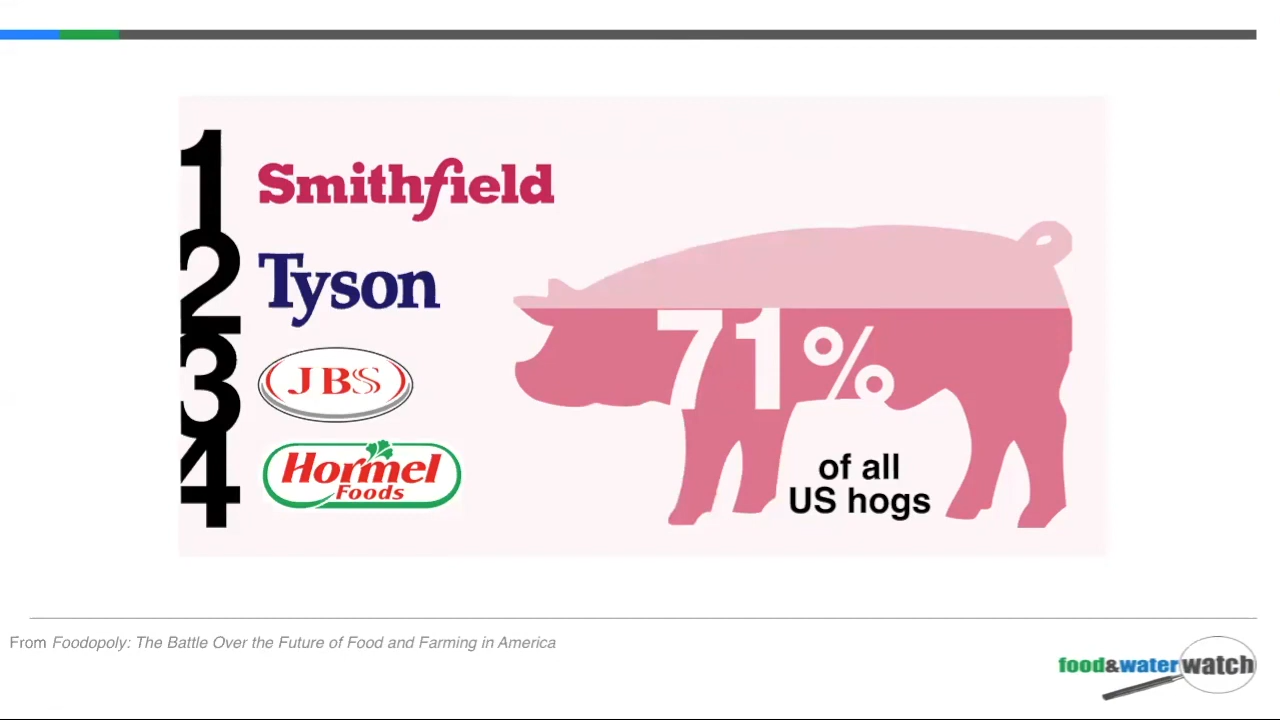 1
Smithfield
2
Tyson
3
JBS
4
Hormel
Foods
71%
of all
US hogs
From Foodopoly: The Battle Over the Future of Food and Farming in America
food&waterwatch